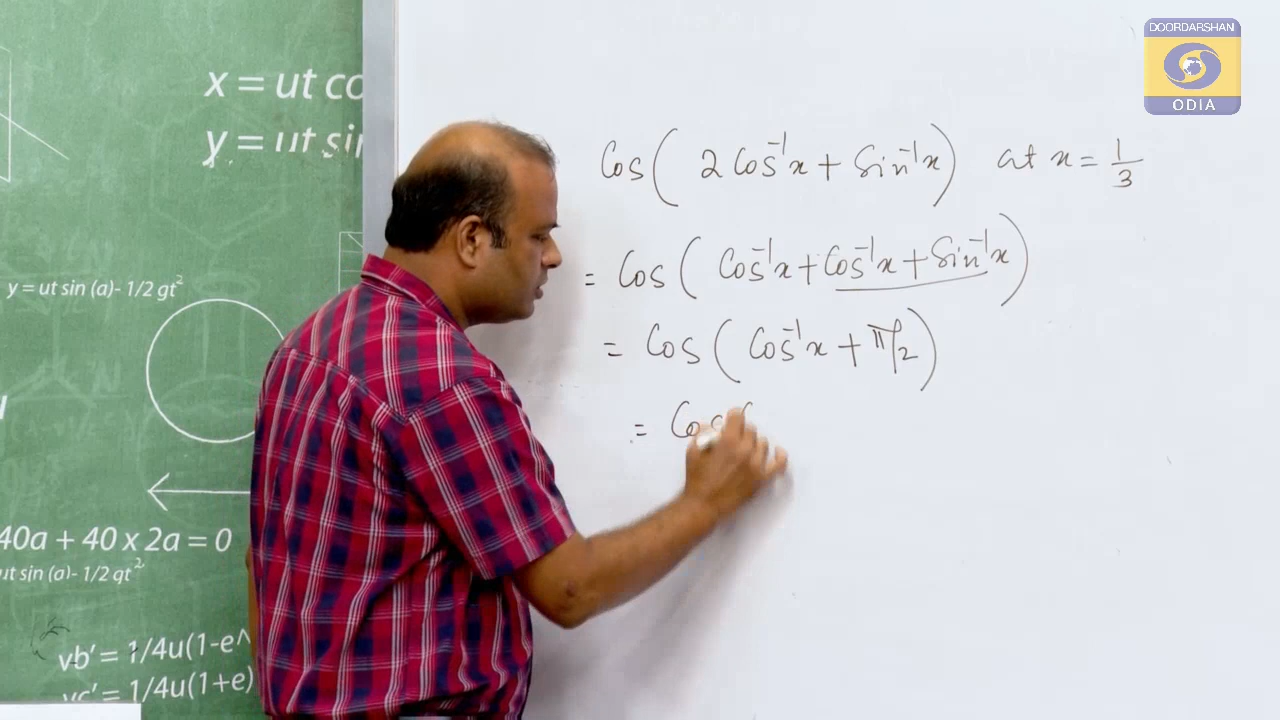 DOORDARSHAN
ODIA
x = ut co
y = ut sin
y = ut sin (a)- 1/2 gt²
40a + 40 x 2a = 0
ut sin (a)- 1/2 gt²
vb' = 1/4u(1-e^
vc' = 1/4u(1+e)
Cos( 2 Cos⁻¹x + Sin⁻¹x) at x = 1/3
= Cos( Cos⁻¹x + Cos⁻¹x + Sin⁻¹x)
= Cos( Cos⁻¹x + π/2)
= Cos(